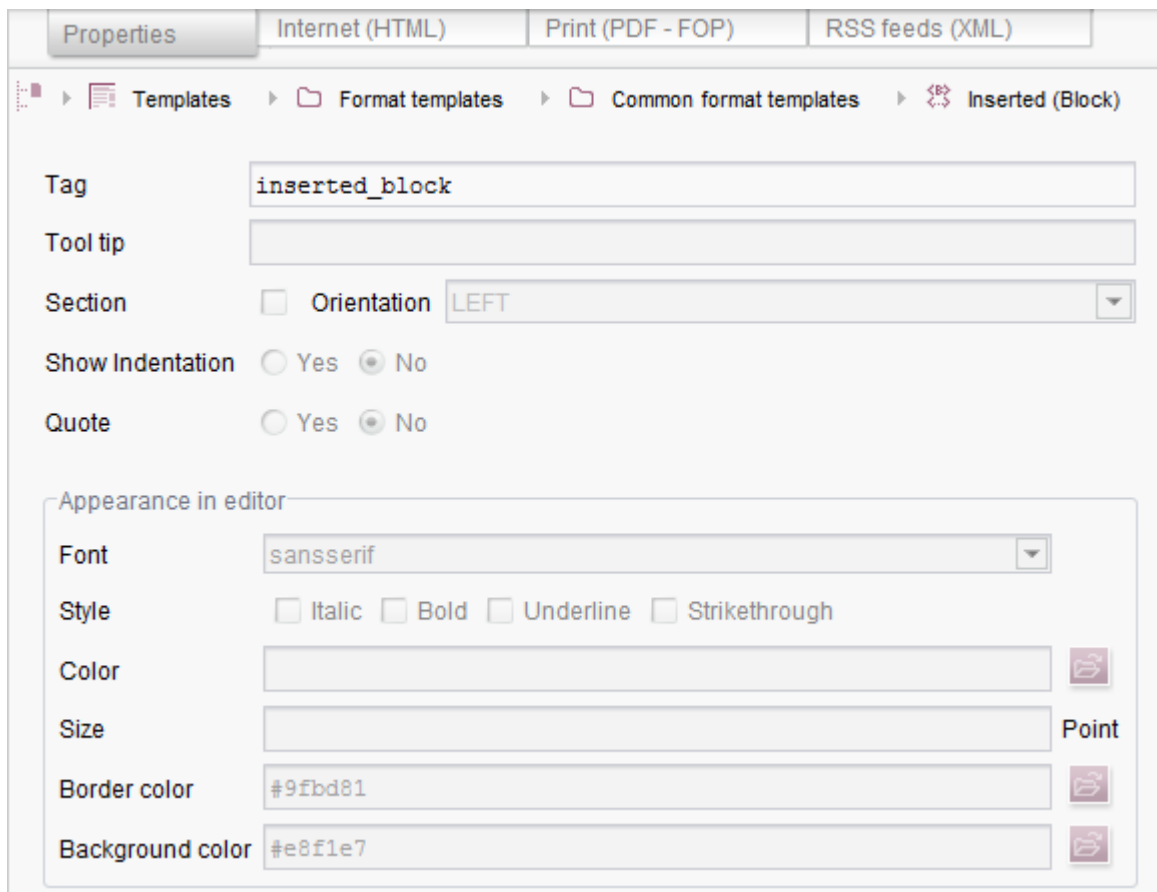 Properties Internet (HTML) Print (PDF - FOP) RSS feeds (XML)
Templates Format templates Common format templates Inserted (Block)
Tag inserted_block
Tool tip
Section Orientation LEFT
Show Indentation Yes No
Quote Yes No
Appearance in editor
Font sansserif
Style Italic Bold Underline Strikethrough
Color
Size Point
Border color #9fbd81
Background color #e8f1e7